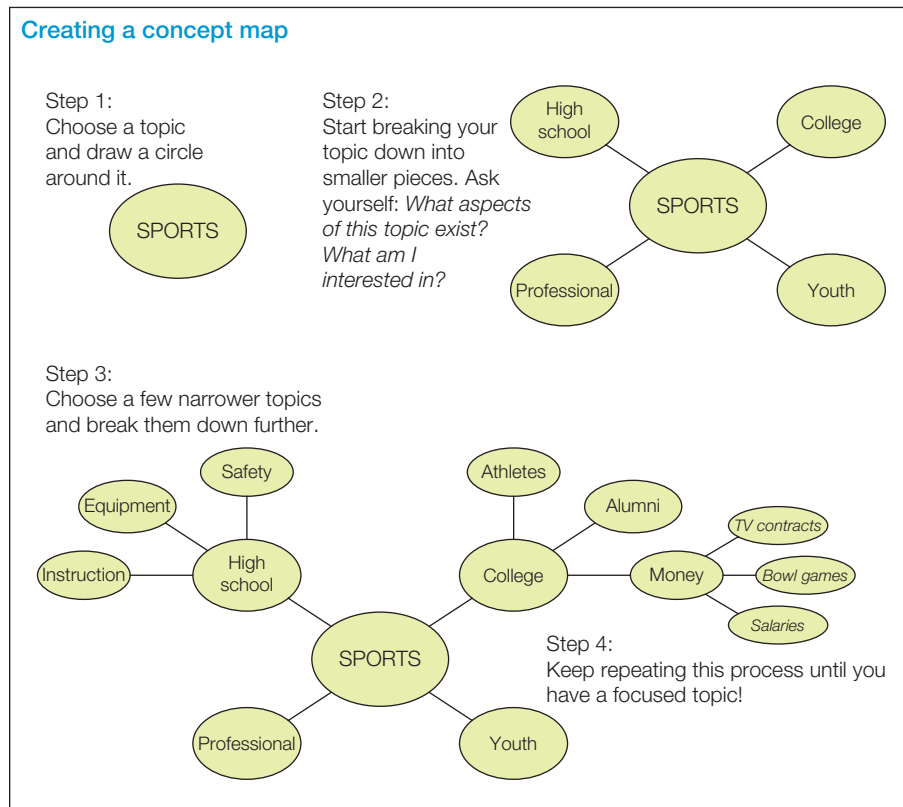 Creating a concept map
Step 1:
Choose a topic
and draw a circle
around it.
SPORTS
Step 2:
Start breaking your
topic down into
smaller pieces. Ask
yourself: What aspects
of this topic exist?
What am I
interested in?
High
school
College
SPORTS
Professional
Youth
Step 3:
Choose a few narrower topics
and break them down further.
Safety
Equipment
Instruction
High
school
Athletes
Alumni
College
Money
TV contracts
Bowl games
Salaries
SPORTS
Professional
Youth
Step 4:
Keep repeating this process until you
have a focused topic!